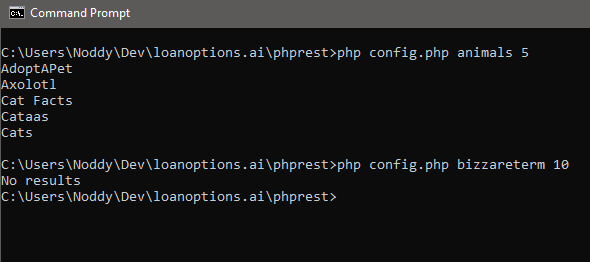 Command Prompt
C:\Users\Noddy\Dev\loanoptions.ai\phprest>php config.php animals 5
AdoptAPet
Axolotl
Cat Facts
Cataas
Cats
C:\Users\Noddy\Dev\loanoptions.ai\phprest>php config.php bizzareterm 10
No results
C:\Users\Noddy\Dev\loanoptions.ai\phprest>